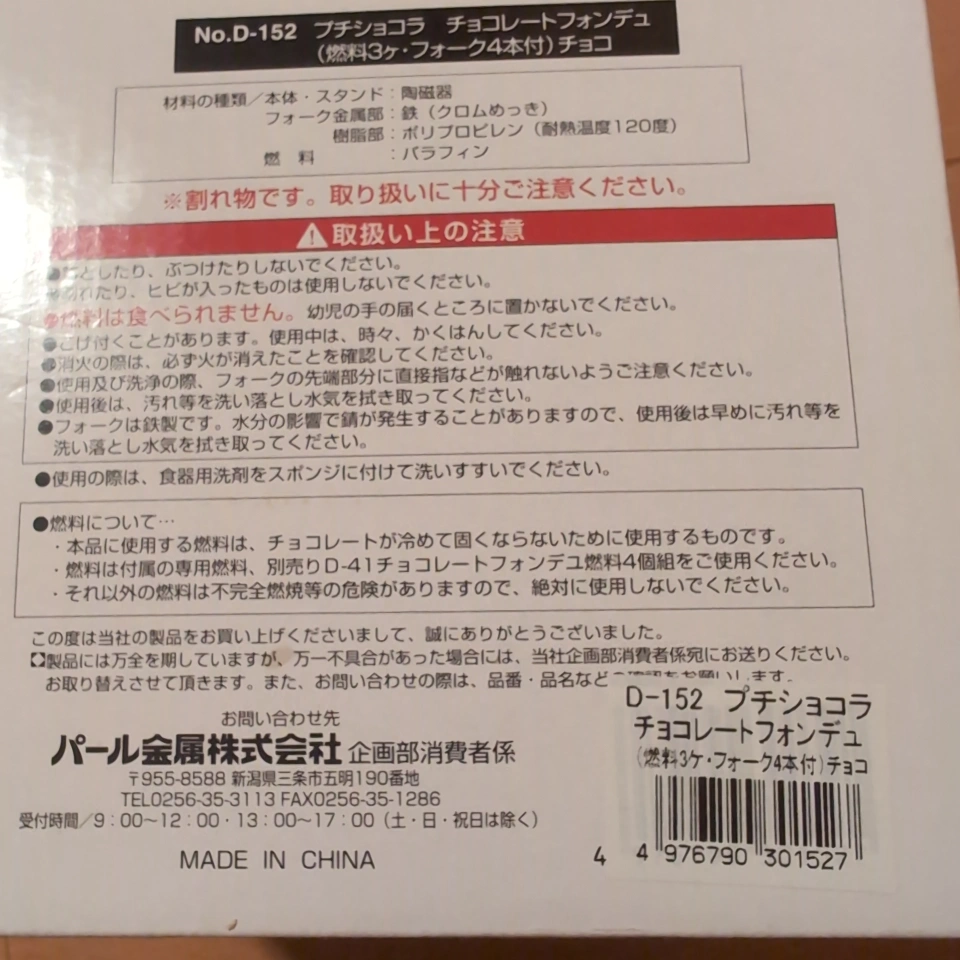 No.D-152 プチショコラ チョコレートフォンデュ
(燃料3ヶ・フォーク4本付)チョコ
材料の種類/本体・スタンド:陶磁器
フォーク金属部:鉄(クロムめっき)
樹脂部:ポリプロピレン(耐熱温度120度)
燃 料 :パラフィン
※割れ物です。取り扱いに十分ご注意ください。
取扱い上の注意
●落としたり、ぶつけたりしないでください。
●割れたり、ヒビが入ったものは使用しないでください。
●燃料は食べられません。幼児の手の届くところに置かないでください。
●こげ付くことがあります。使用中は、時々、かくはんしてください。
●消火の際は、必ず火が消えたことを確認してください。
●使用及び洗浄の際、フォークの先端部分に直接指などが触れないようご注意ください。
●使用後は、汚れ等を洗い落とし水気を拭き取ってください。
●フォークは鉄製です。水分の影響で錆が発生することがありますので、使用後は早めに汚れ等を
洗い落とし水気を拭き取ってください。
●使用の際は、食器用洗剤をスポンジに付けて洗いすすいでください。
●燃料について…
・本品に使用する燃料は、チョコレートが冷めて固くならないために使用するものです。
・燃料は付属の専用燃料、別売りD-41チョコレートフォンデュ燃料4個組をご使用ください。
・それ以外の燃料は不完全燃焼等の危険がありますので、絶対に使用しないでください。
この度は当社の製品をお買い上げくださいまして、誠にありがとうございました。
製品には万全を期していますが、万一不具合があった場合には、当社企画部消費者係宛にお送りください。
お取り替えさせて頂きます。また、お問い合わせの際は、品番・品名など
お問い合わせ先
パール金属株式会社 企画部消費者係
〒955-8588 新潟県三条市五明190番地
TEL0256-35-3113 FAX0256-35-1286
受付時間/9:00〜12:00・13:00〜17:00(土・日・祝日は除く)
MADE IN CHINA
D-152 プチショコラ
チョコレートフォンデュ
(燃料3ケ・フォーク4本付)チョコ
4 4 976790 301527